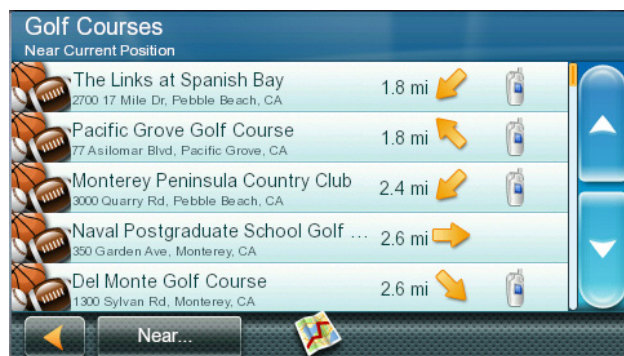 Golf Courses
Near Current Position
The Links at Spanish Bay 1.8 mi
2700 17 Mile Dr, Pebble Beach, CA
Pacific Grove Golf Course 1.8 mi
77 Asilomar Blvd, Pacific Grove, CA
Monterey Peninsula Country Club 2.4 mi
3000 Quarry Rd, Pebble Beach, CA
Naval Postgraduate School Golf ... 2.6 mi
350 Garden Ave, Monterey, CA
Del Monte Golf Course 2.6 mi
1300 Sylvan Rd, Monterey, CA
Near...